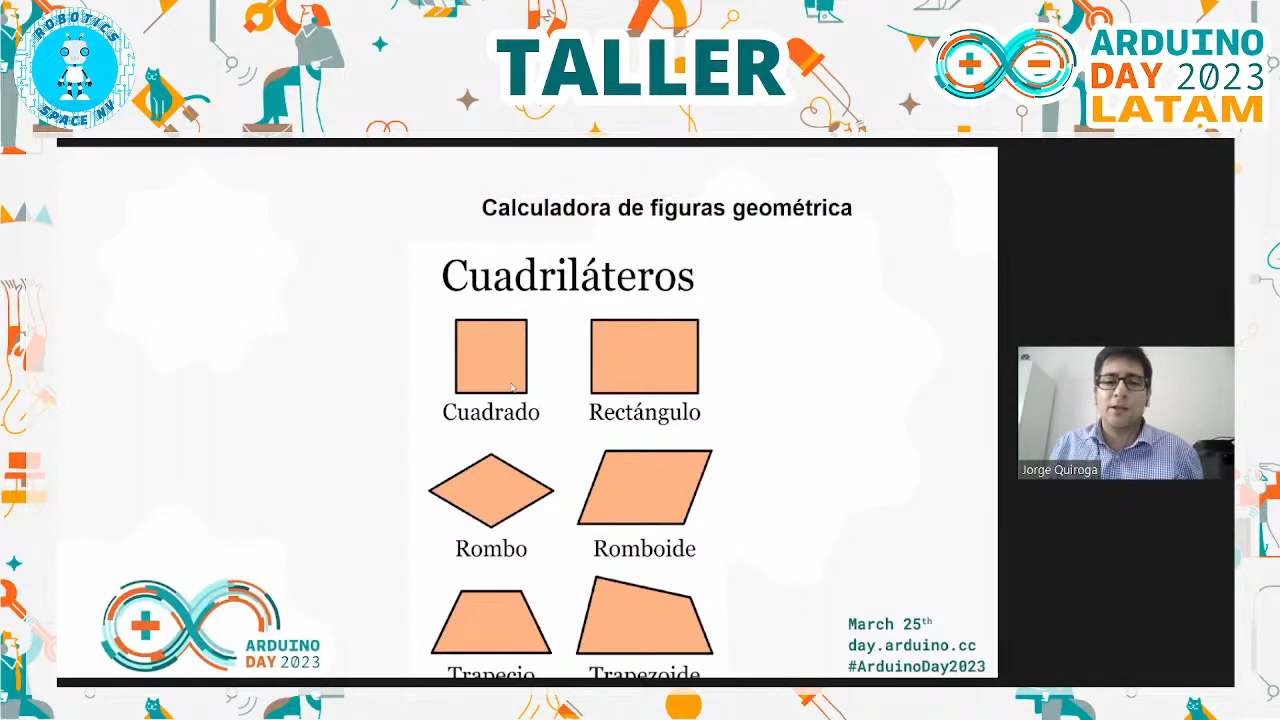 ROBOTICS
SPACE NV
TALLER
ARDUINO
DAY 2023
LATAM
Calculadora de figuras geométrica
Cuadriláteros
Cuadrado
Rectángulo
Rombo
Romboide
Trapecio
Trapezoide
Jorge Quiroga
ARDUINO
DAY 2023
March 25th
day.arduino.cc
#ArduinoDay2023